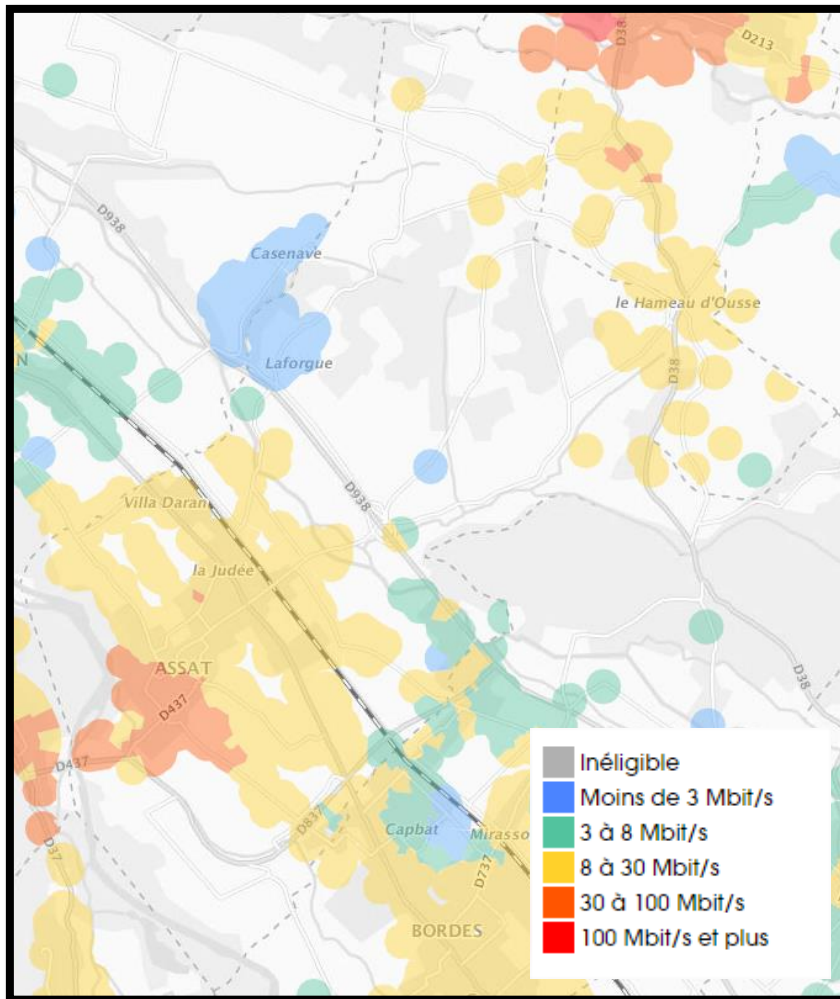 D38
D213
D938
Casenave
le Hameau d'Ousse
Laforgue
N
D38
D938
Villa Daran
la Judée
ASSAT
D437
D38
D437
D837
Capbat
Mirasso
D37
D737
BORDES
Inéligible
Moins de 3 Mbit/s
3 à 8 Mbit/s
8 à 30 Mbit/s
30 à 100 Mbit/s
100 Mbit/s et plus